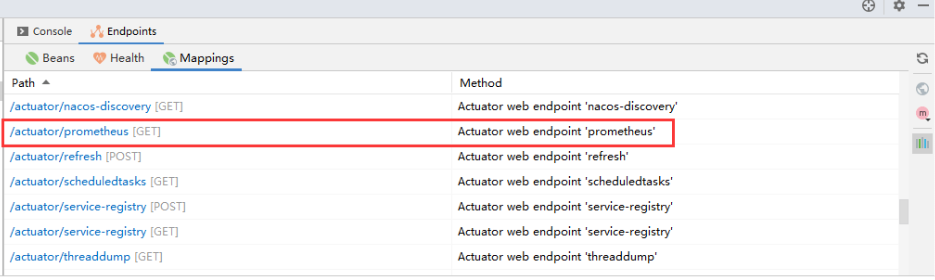 Console Endpoints
Beans Health Mappings
Path Method
/actuator/nacos-discovery [GET] Actuator web endpoint 'nacos-discovery'
/actuator/prometheus [GET] Actuator web endpoint 'prometheus'
/actuator/refresh [POST] Actuator web endpoint 'refresh'
/actuator/scheduledtasks [GET] Actuator web endpoint 'scheduledtasks'
/actuator/service-registry [POST] Actuator web endpoint 'service-registry'
/actuator/service-registry [GET] Actuator web endpoint 'service-registry'
/actuator/threaddump [GET] Actuator web endpoint 'threaddump'
m